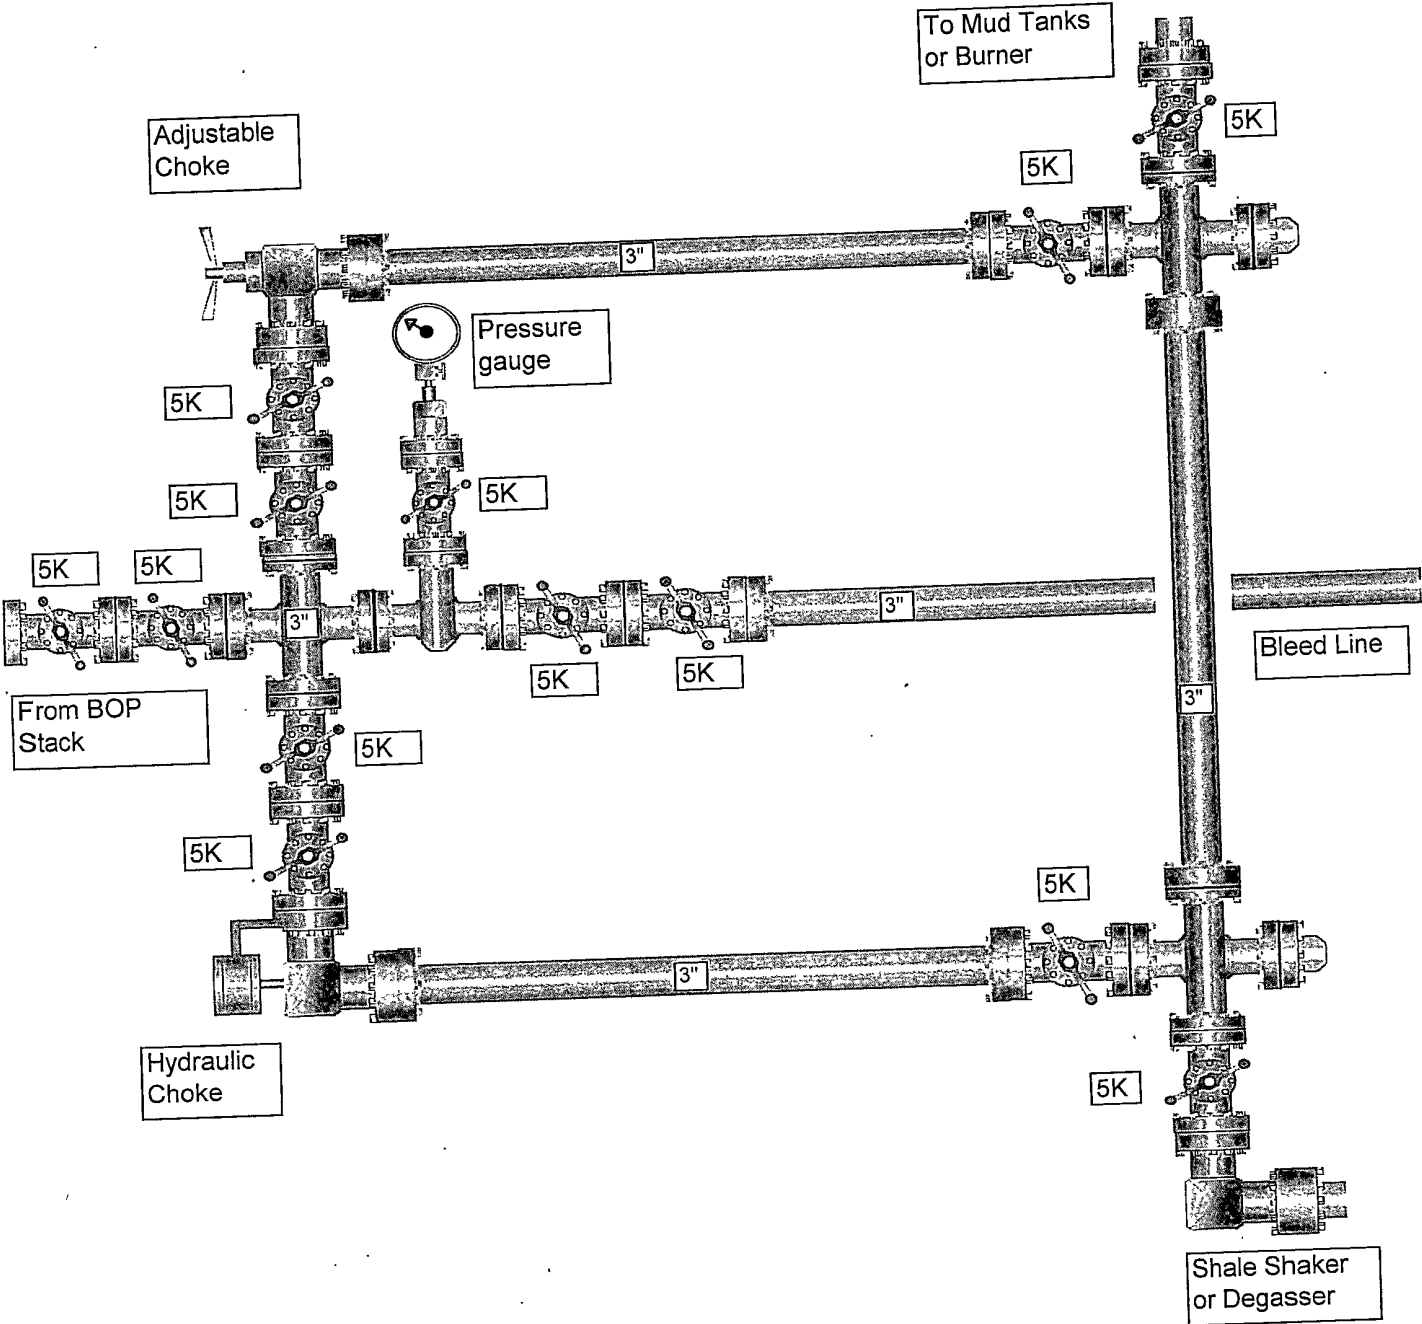 To Mud Tanks
or Burner
5K
Adjustable
Choke
5K
3"
Pressure
gauge
5K
5K
5K
5K
5K
3"
3"
Bleed Line
5K
5K
From BOP
Stack
3"
5K
5K
5K
3"
Hydraulic
Choke
5K
Shale Shaker
or Degasser